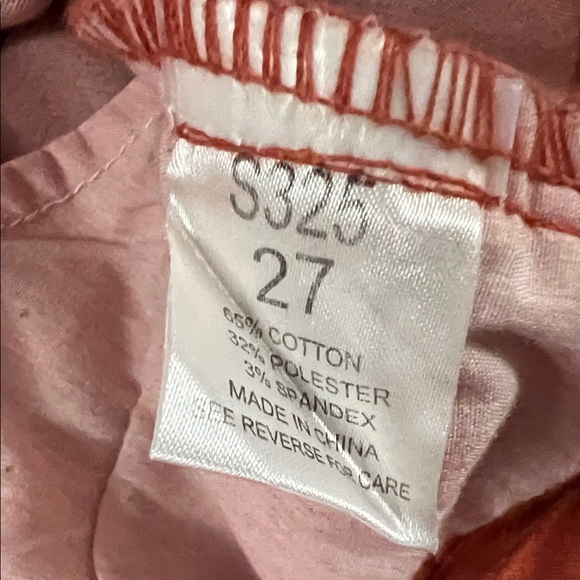 S325
27
65% COTTON
32% POLESTER
3% SPANDEX
MADE IN CHINA
SEE REVERSE FOR CARE